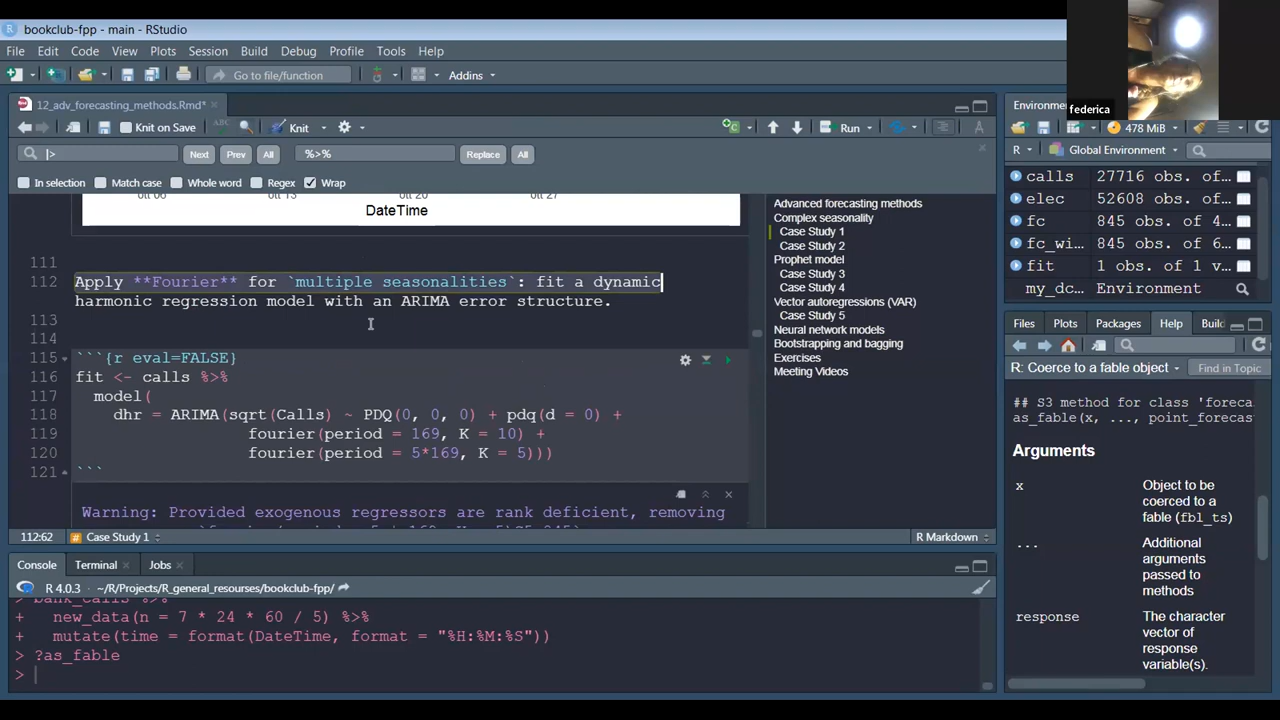 bookclub-fpp - main - RStudio
File Edit Code View Plots Session Build Debug Profile Tools Help
Go to file/function
Addins
federica
12_adv_forecasting_methods.Rmd*
Knit on Save
Knit
Run
|> Next Prev All %>% Replace All
In selection Match case Whole word Regex Wrap
DateTime
111
112 Apply **Fourier** for `multiple seasonalities`: fit a dynamic
harmonic regression model with an ARIMA error structure.
113
114
115 ```{r eval=FALSE}
116 fit <- calls %>%
117 model(
118 dhr = ARIMA(sqrt(Calls) ~ PDQ(0, 0, 0) + pdq(d = 0) +
119 fourier(period = 169, K = 10) +
120 fourier(period = 5*169, K = 5)))
121 ```
Warning: Provided exogenous regressors are rank deficient, removing
112:62 Case Study 1 R Markdown
Advanced forecasting methods
Complex seasonality
Case Study 1
Case Study 2
Prophet model
Case Study 3
Case Study 4
Vector autoregressions (VAR)
Case Study 5
Neural network models
Bootstrapping and bagging
Exercises
Meeting Videos
Console Terminal Jobs
R 4.0.3 · ~/R/Projects/R_general_resourses/bookclub-fpp/
> bank_calls %>%
+ new_data(n = 7 * 24 * 60 / 5) %>%
+ mutate(time = format(DateTime, format = "%H:%M:%S"))
> ?as_fable
>
478 MiB
R Global Environment
calls 27716 obs. of…
elec 52608 obs. of…
fc 845 obs. of 4…
fc_wi… 845 obs. of 6…
fit 1 obs. of 1 v…
my_dc… Environment
Files Plots Packages Help
R: Coerce to a fable object Find in Topic
## S3 method for class 'foreca
as_fable(x, ..., point_forecas
Arguments
x Object to be
coerced to a
fable (fbl_ts)
... Additional
arguments
passed to
methods
response The character
vector of
response
variable(s).